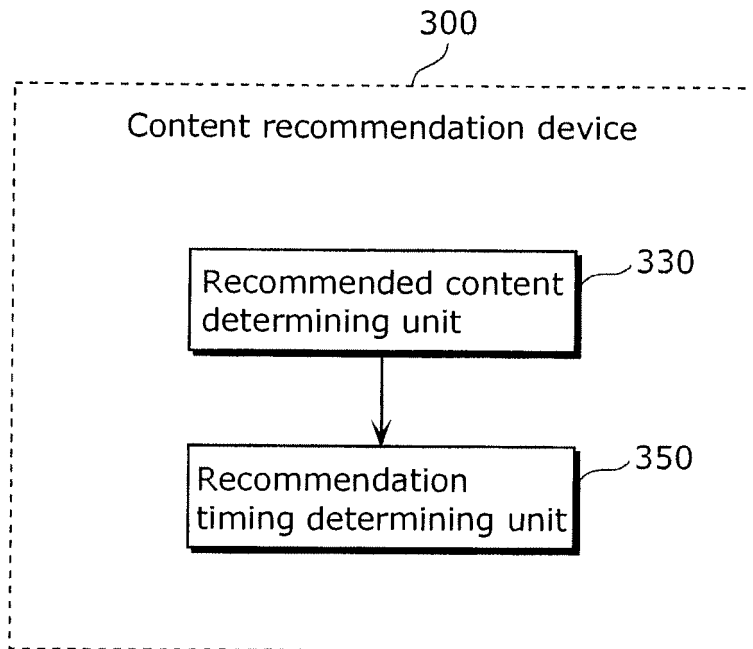 300
Content recommendation device
Recommended content
determining unit
330
Recommendation
timing determining unit
350